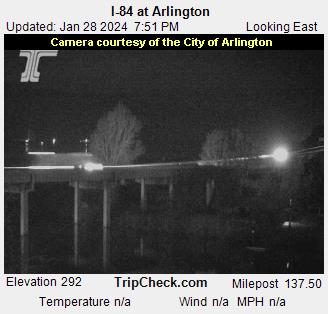 I-84 at Arlington
Updated: Jan 28 2024 7:51 PM Looking East
Camera courtesy of the City of Arlington
Elevation 292 TripCheck.com Milepost 137.50
Temperature n/a Wind n/a MPH n/a